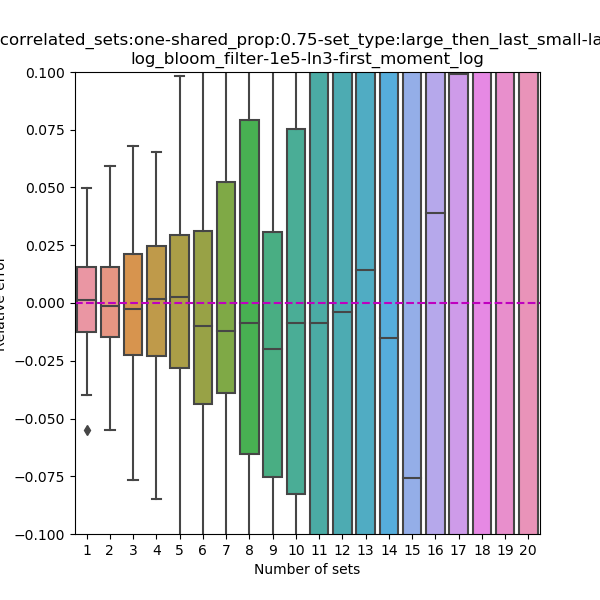 correlated_sets:one-shared_prop:0.75-set_type:large_then_last_small-la
log_bloom_filter-1e5-ln3-first_moment_log
0.100
0.075
0.050
0.025
0.000
−0.025
−0.050
−0.075
−0.100
Relative error
1 2 3 4 5 6 7 8 9 10 11 12 13 14 15 16 17 18 19 20
Number of sets